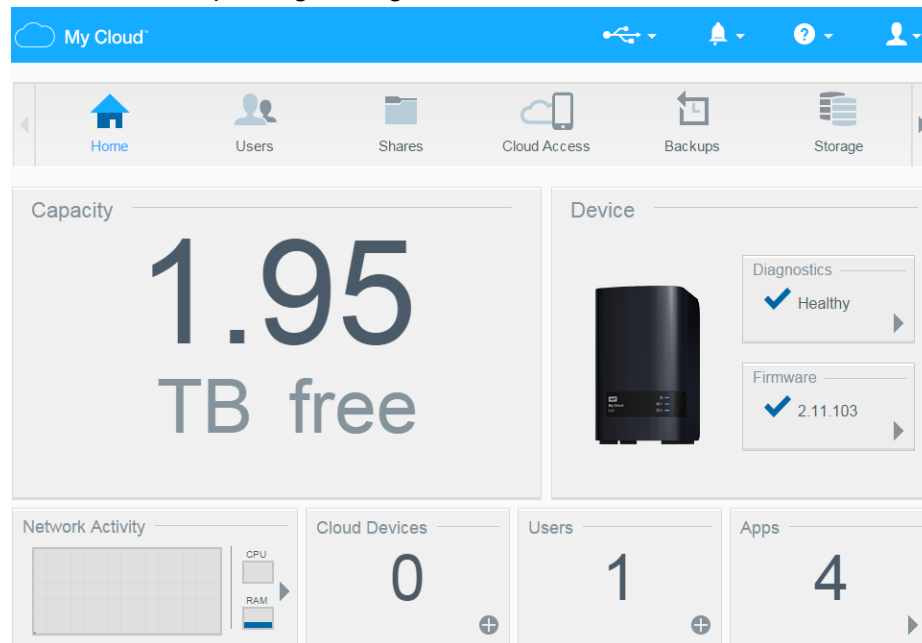 My Cloud™
Home
Users
Shares
Cloud Access
Backups
Storage
Capacity
1.95
TB free
Device
Diagnostics
Healthy
Firmware
2.11.103
Network Activity
CPU
RAM
Cloud Devices
0
Users
1
Apps
4